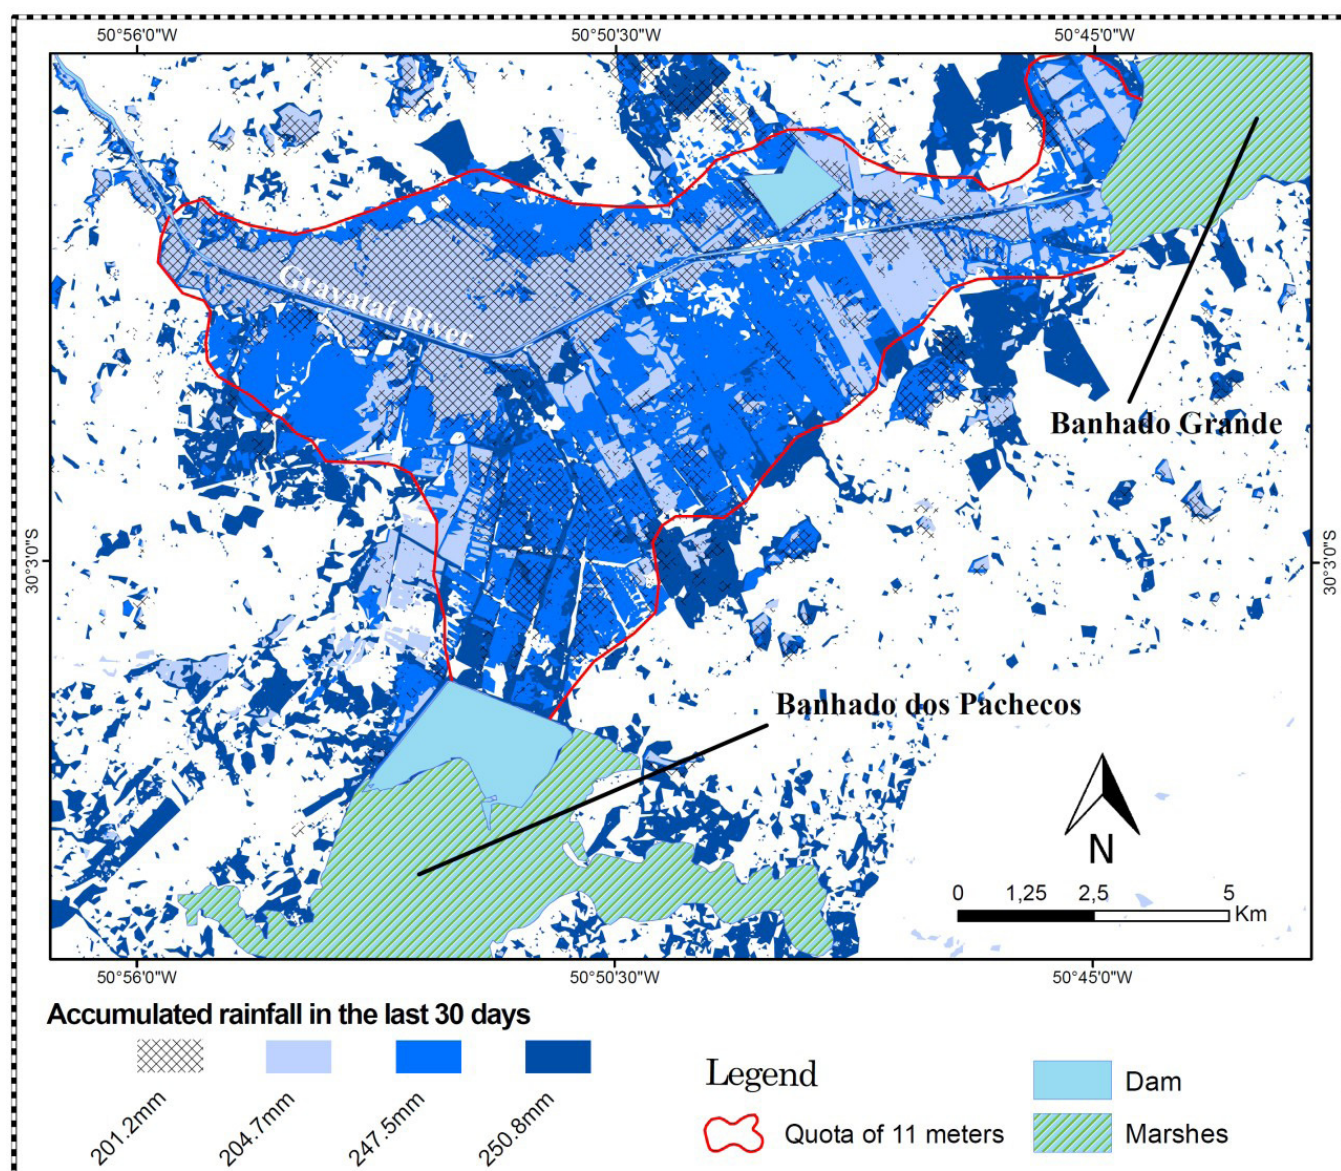 50°56'0"W 50°50'30"W 50°45'0"W
Gravataí River
Banhado Grande
30°3'0"S 30°3'0"S
Banhado dos Pachecos
N
0 1,25 2,5 5
Km
50°56'0"W 50°50'30"W 50°45'0"W
Accumulated rainfall in the last 30 days
201.2mm 204.7mm 247.5mm 250.8mm
Legend
Dam
Quota of 11 meters
Marshes